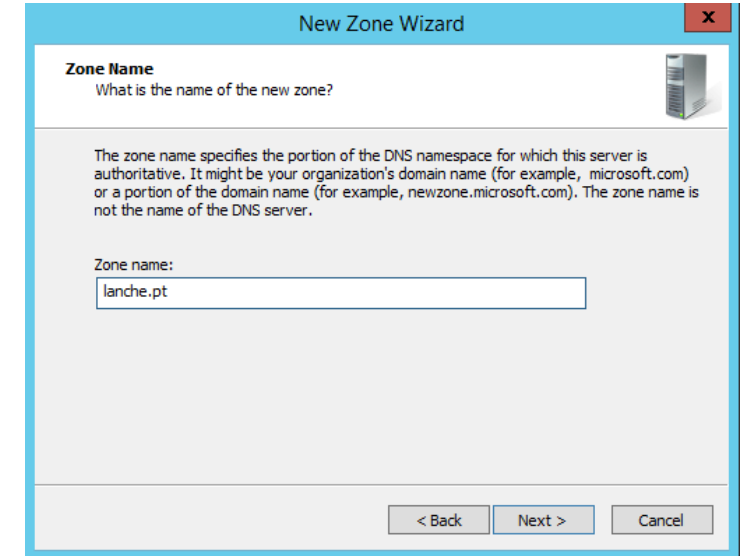 New Zone Wizard
x
Zone Name
What is the name of the new zone?
The zone name specifies the portion of the DNS namespace for which this server is
authoritative. It might be your organization's domain name (for example, microsoft.com)
or a portion of the domain name (for example, newzone.microsoft.com). The zone name is
not the name of the DNS server.
Zone name:
lanche.pt
< Back
Next >
Cancel